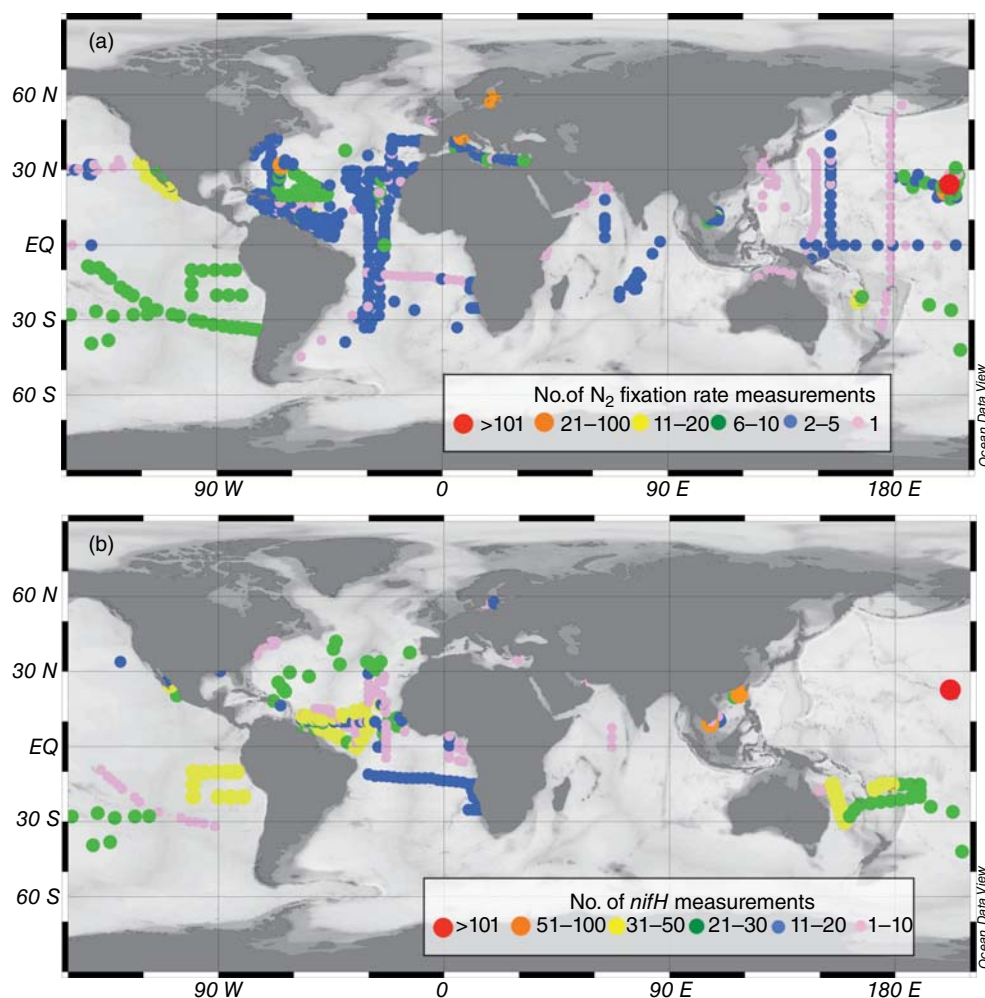 (a)
60 N
30 N
EQ
30 S
60 S
No.of N₂ fixation rate measurements
>101 21–100 11–20 6–10 2–5 1
Ocean Data View
90 W 0 90 E 180 E
(b)
60 N
30 N
EQ
30 S
60 S
No. of nifH measurements
>101 51–100 31–50 21–30 11–20 1–10
Ocean Data View
90 W 0 90 E 180 E